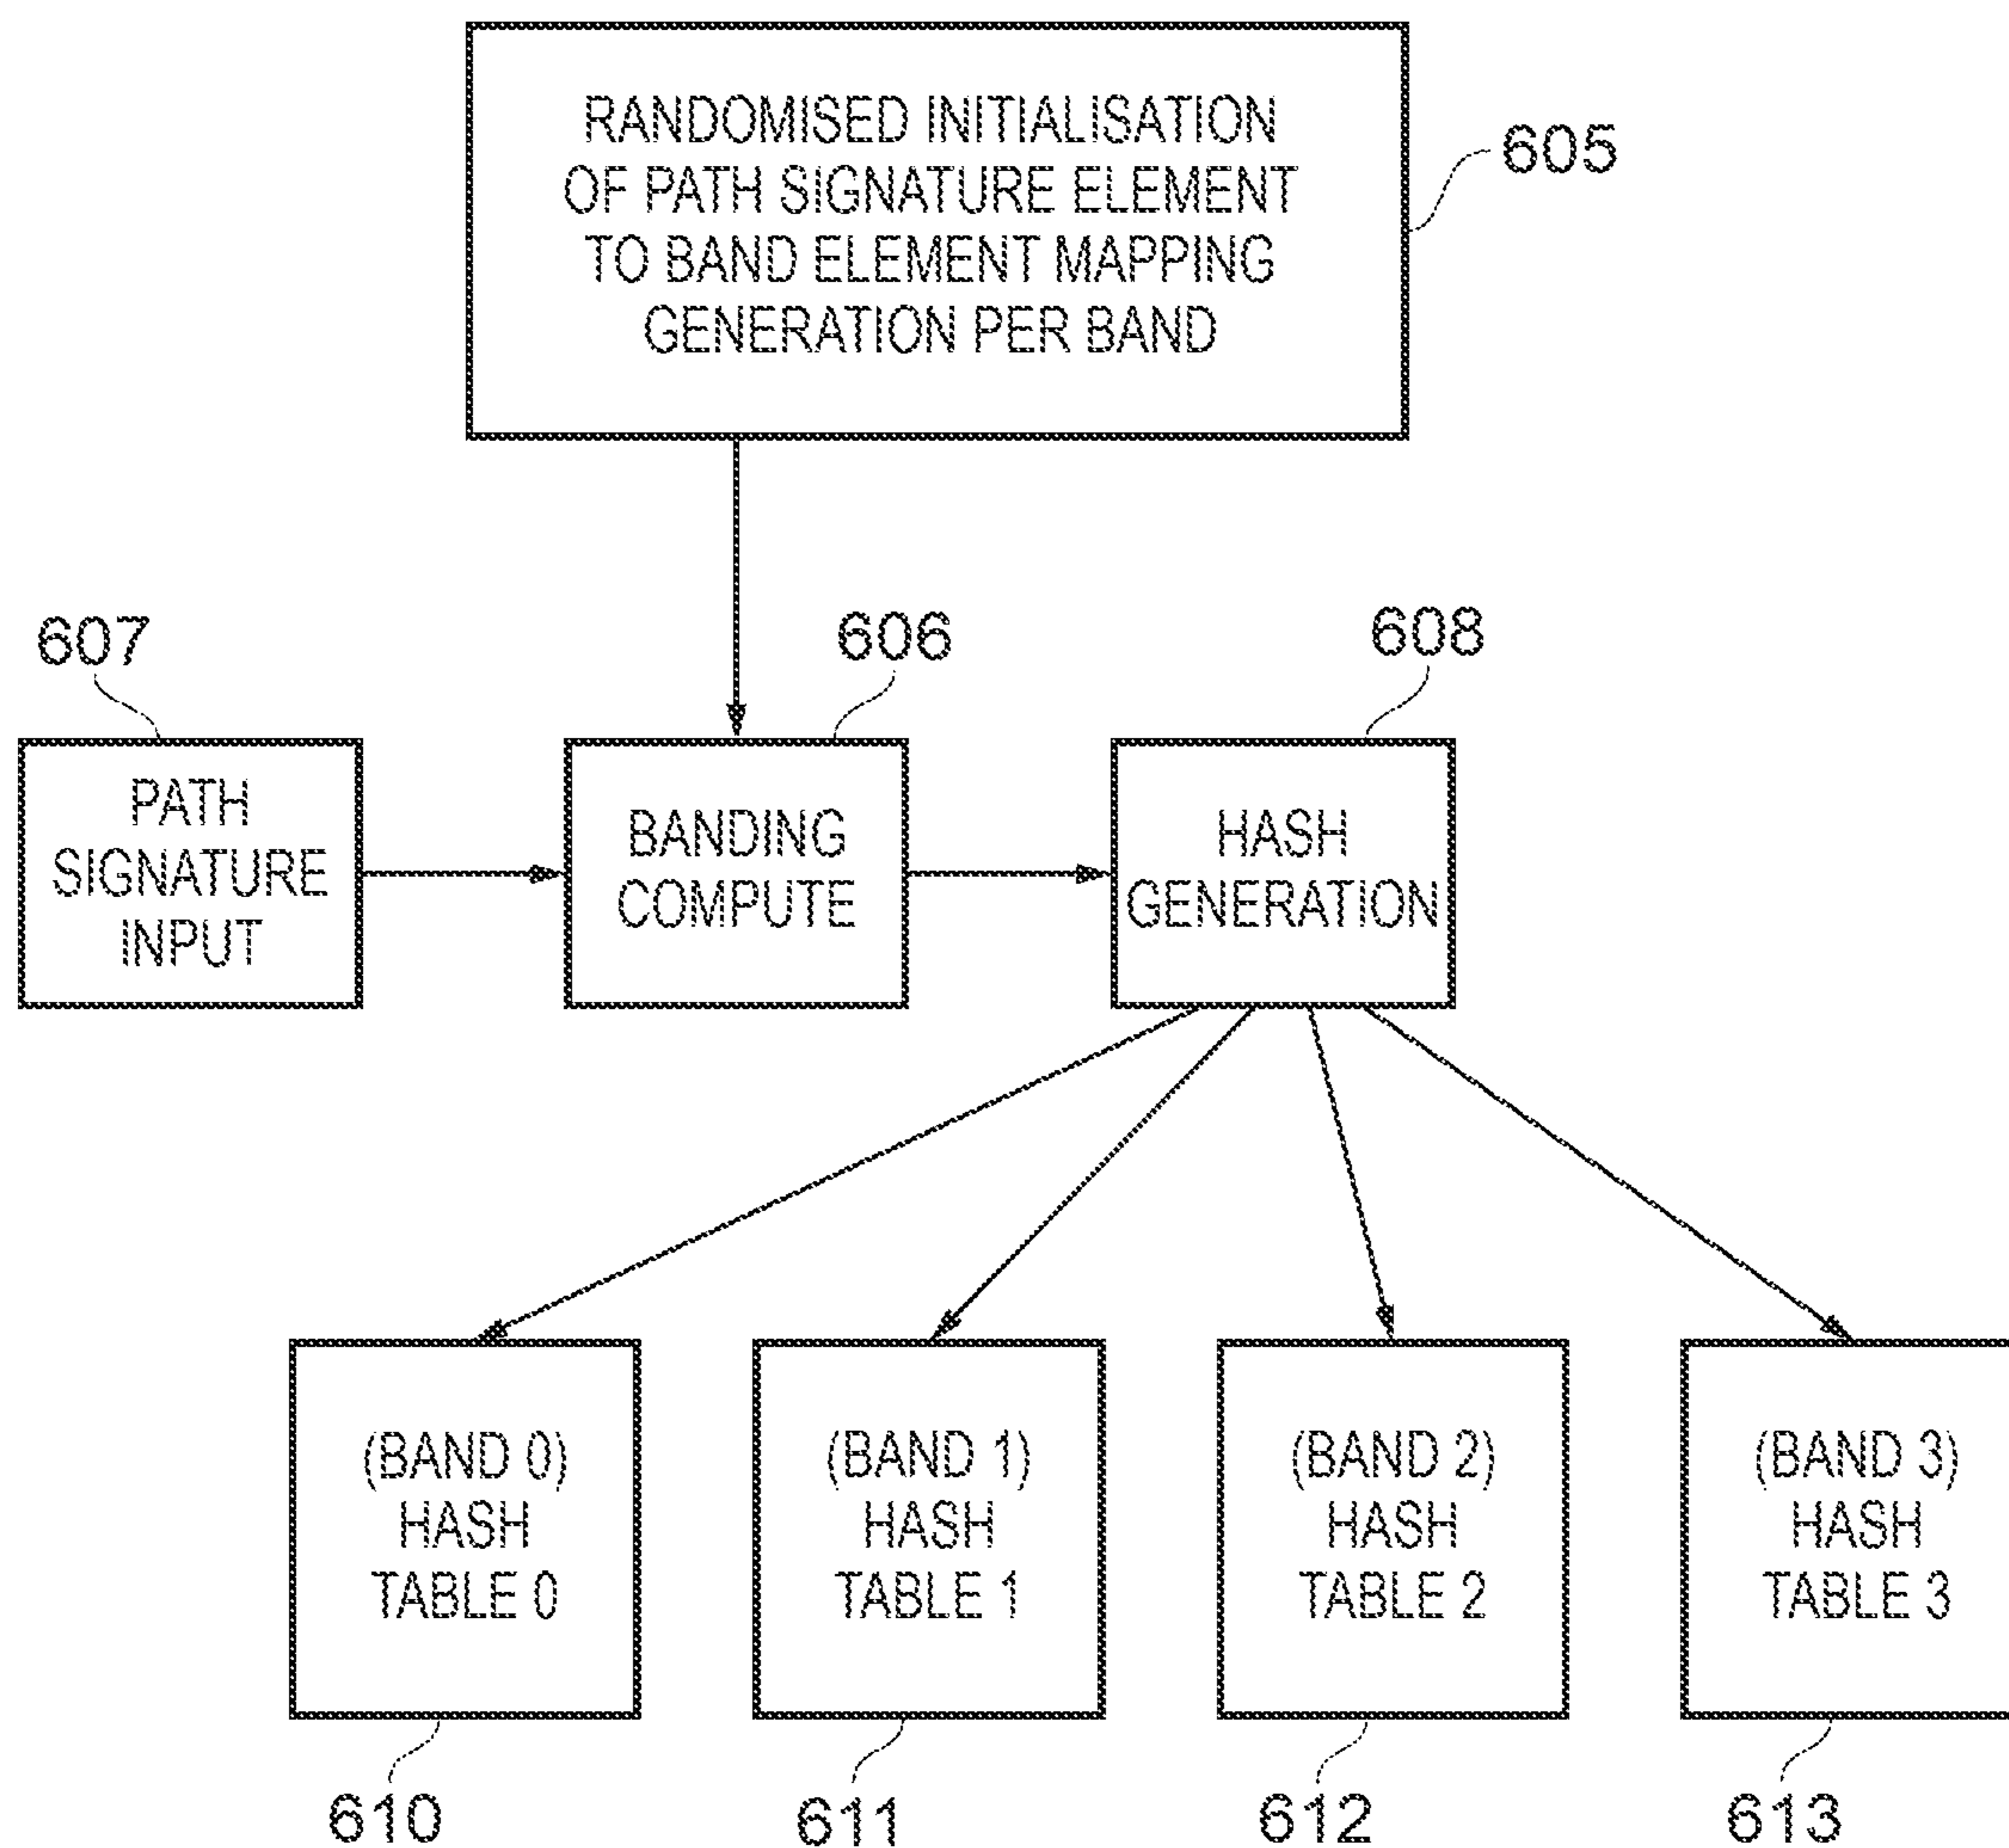 RANDOMISED INITIALISATION
OF PATH SIGNATURE ELEMENT
TO BAND ELEMENT MAPPING
GENERATION PER BAND
605
607
606
608
PATH
SIGNATURE
INPUT
BANDING
COMPUTE
HASH
GENERATION
(BAND 0)
HASH
TABLE 0
(BAND 1)
HASH
TABLE 1
(BAND 2)
HASH
TABLE 2
(BAND 3)
HASH
TABLE 3
610
611
612
613